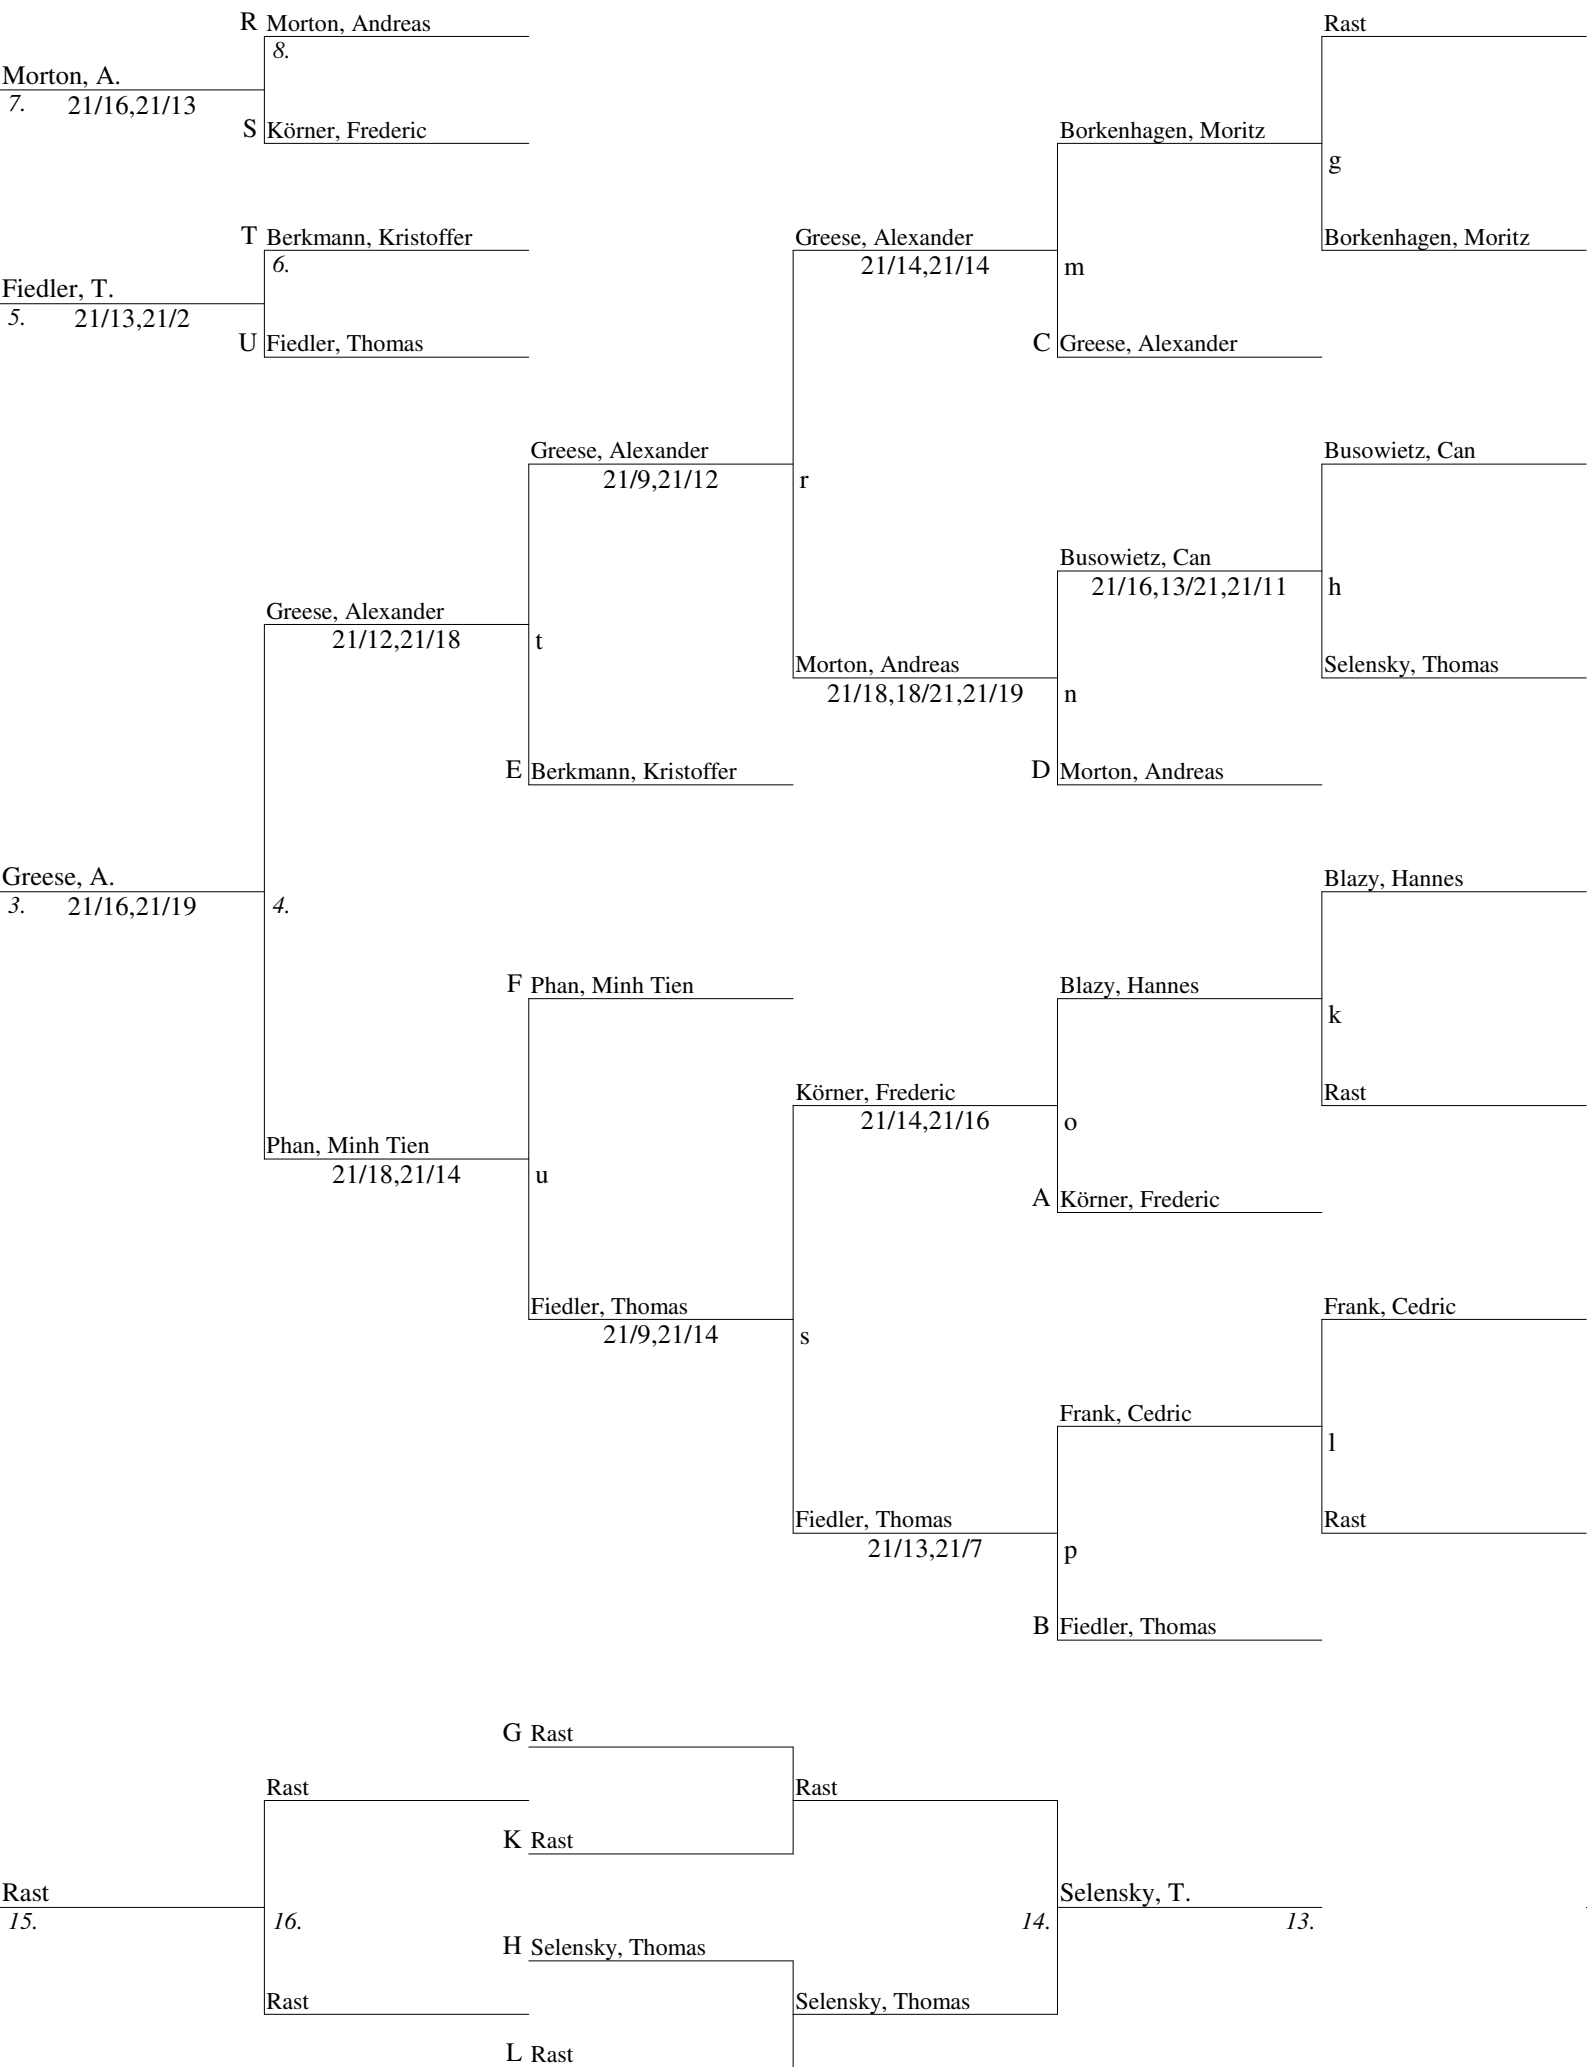 R Morton, Andreas
Rast
8.
Morton, A.
7. 21/16,21/13
S Körner, Frederic
Borkenhagen, Moritz
g
T Berkmann, Kristoffer
Greese, Alexander
Borkenhagen, Moritz
6.
21/14,21/14
m
Fiedler, T.
5. 21/13,21/2
U Fiedler, Thomas
C Greese, Alexander
Greese, Alexander
Busowietz, Can
21/9,21/12
r
Busowietz, Can
21/16,13/21,21/11
h
Greese, Alexander
21/12,21/18
t
Morton, Andreas
Selensky, Thomas
21/18,18/21,21/19
n
E Berkmann, Kristoffer
D Morton, Andreas
Greese, A.
Blazy, Hannes
3. 21/16,21/19
4.
F Phan, Minh Tien
Blazy, Hannes
k
Körner, Frederic
Rast
21/14,21/16
o
Phan, Minh Tien
21/18,21/14
u
A Körner, Frederic
Fiedler, Thomas
Frank, Cedric
21/9,21/14
s
Frank, Cedric
l
Fiedler, Thomas
Rast
21/13,21/7
p
B Fiedler, Thomas
G Rast
Rast
Rast
K Rast
Rast
Selensky, T.
15.
16.
14.
13.
H Selensky, Thomas
Rast
Selensky, Thomas
L Rast